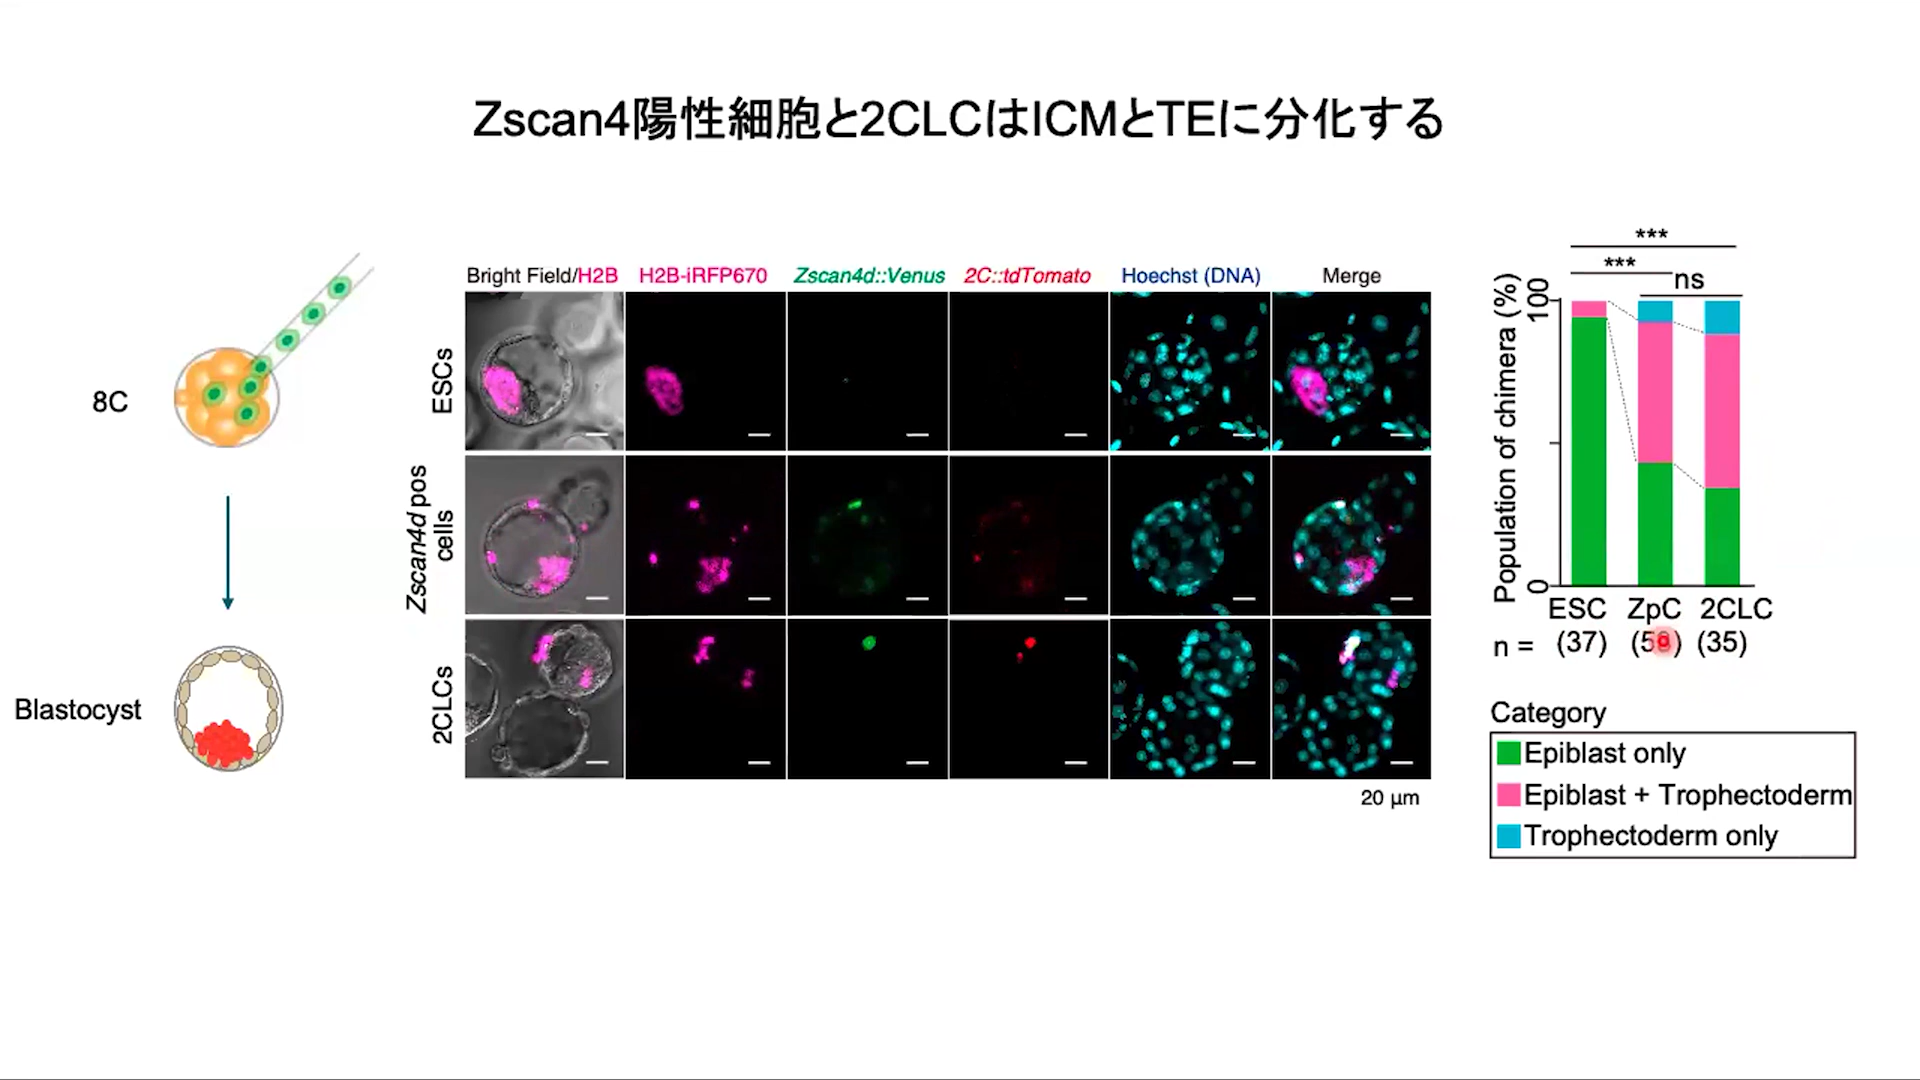 Zscan4陽性細胞と2CLCはICMとTEに分化する
8C
Blastocyst
Bright Field/H2B H2B-iRFP670 Zscan4d::Venus 2C::tdTomato Hoechst (DNA) Merge
ESCs
Zscan4d pos
cells
2CLCs
20 µm
***
***
ns
Population of chimera (%)
100
0
ESC ZpC 2CLC
n = (37) (35)
Category
Epiblast only
Epiblast + Trophectoderm
Trophectoderm only